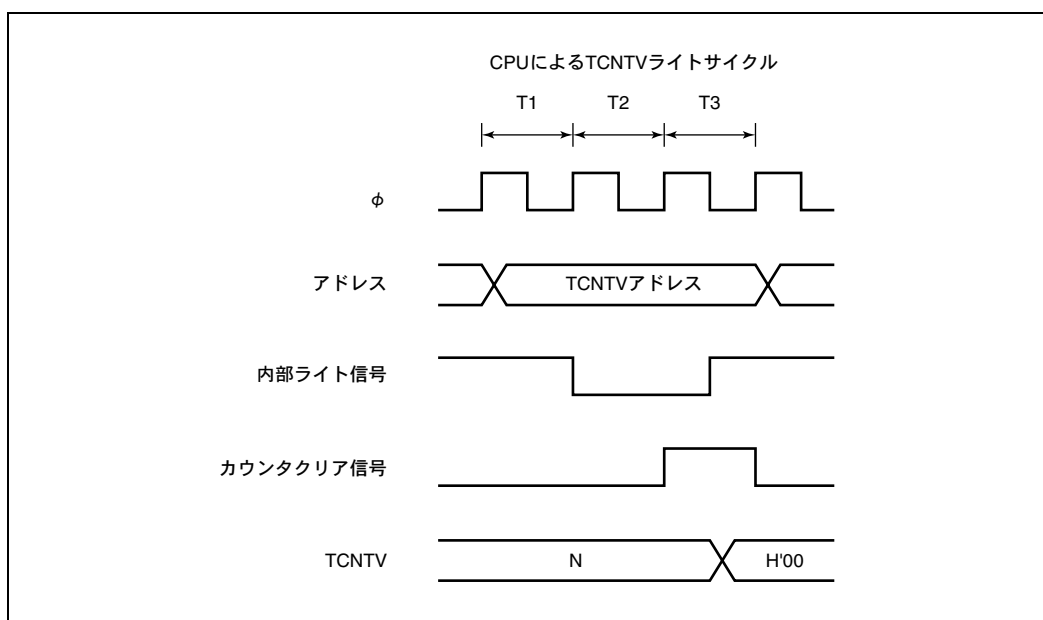 CPUによるTCNTVライトサイクル
T1 T2 T3
φ
アドレス TCNTVアドレス
内部ライト信号
カウンタクリア信号
TCNTV N H'00